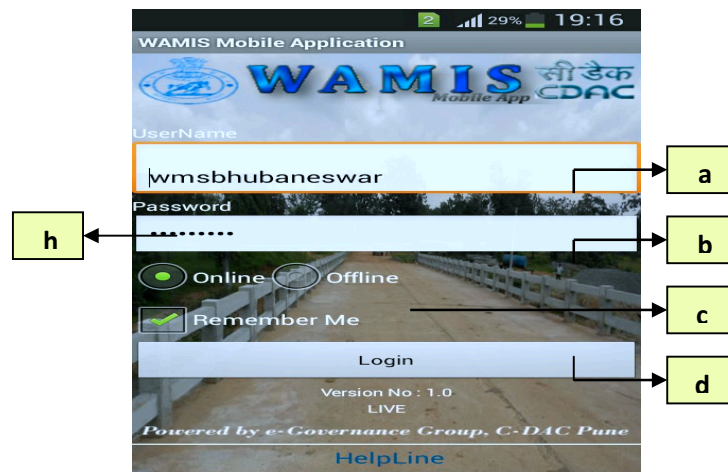 2 29% 19:16
WAMIS Mobile Application
WAMIS
Mobile App
सी डैक
CDAC
UserName
wmsbhubaneswar
a
Password
•••••••••
h
b
Online Offline
c
Remember Me
Login
d
Version No : 1.0
LIVE
Powered by e-Governance Group, C-DAC Pune
HelpLine